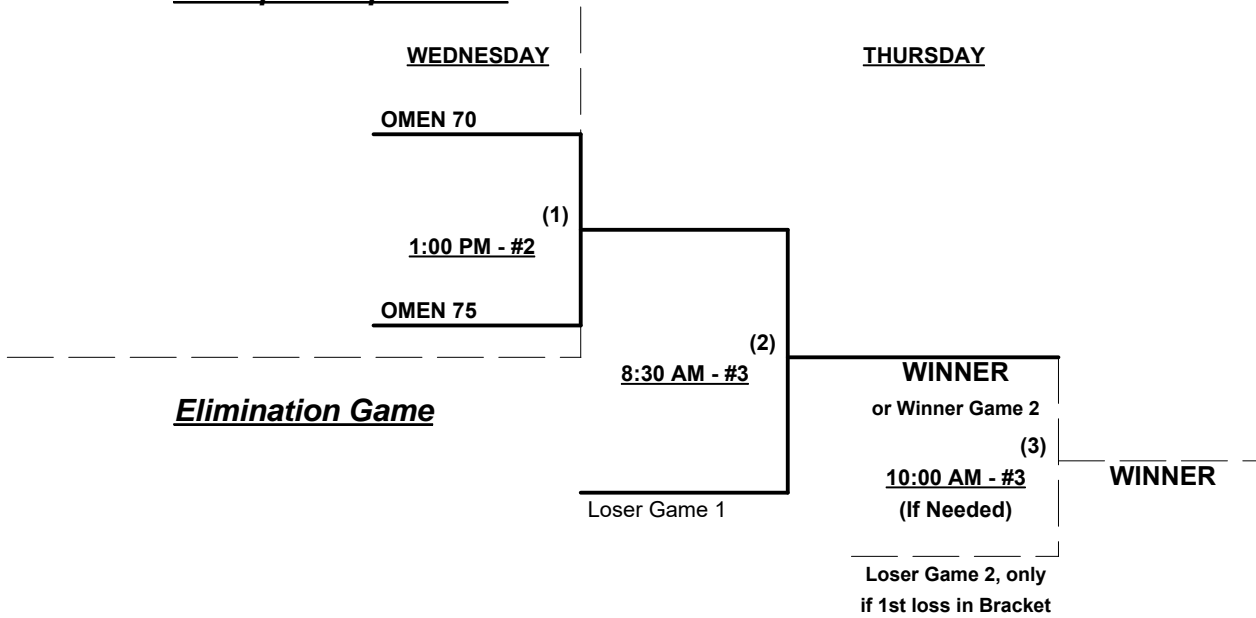 WEDNESDAY
THURSDAY
OMEN 70
(1)
1:00 PM - #2
OMEN 75
(2)
8:30 AM - #3
WINNER
or Winner Game 2
Elimination Game
(3)
WINNER
10:00 AM - #3
(If Needed)
Loser Game 1
Loser Game 2, only
if 1st loss in Bracket